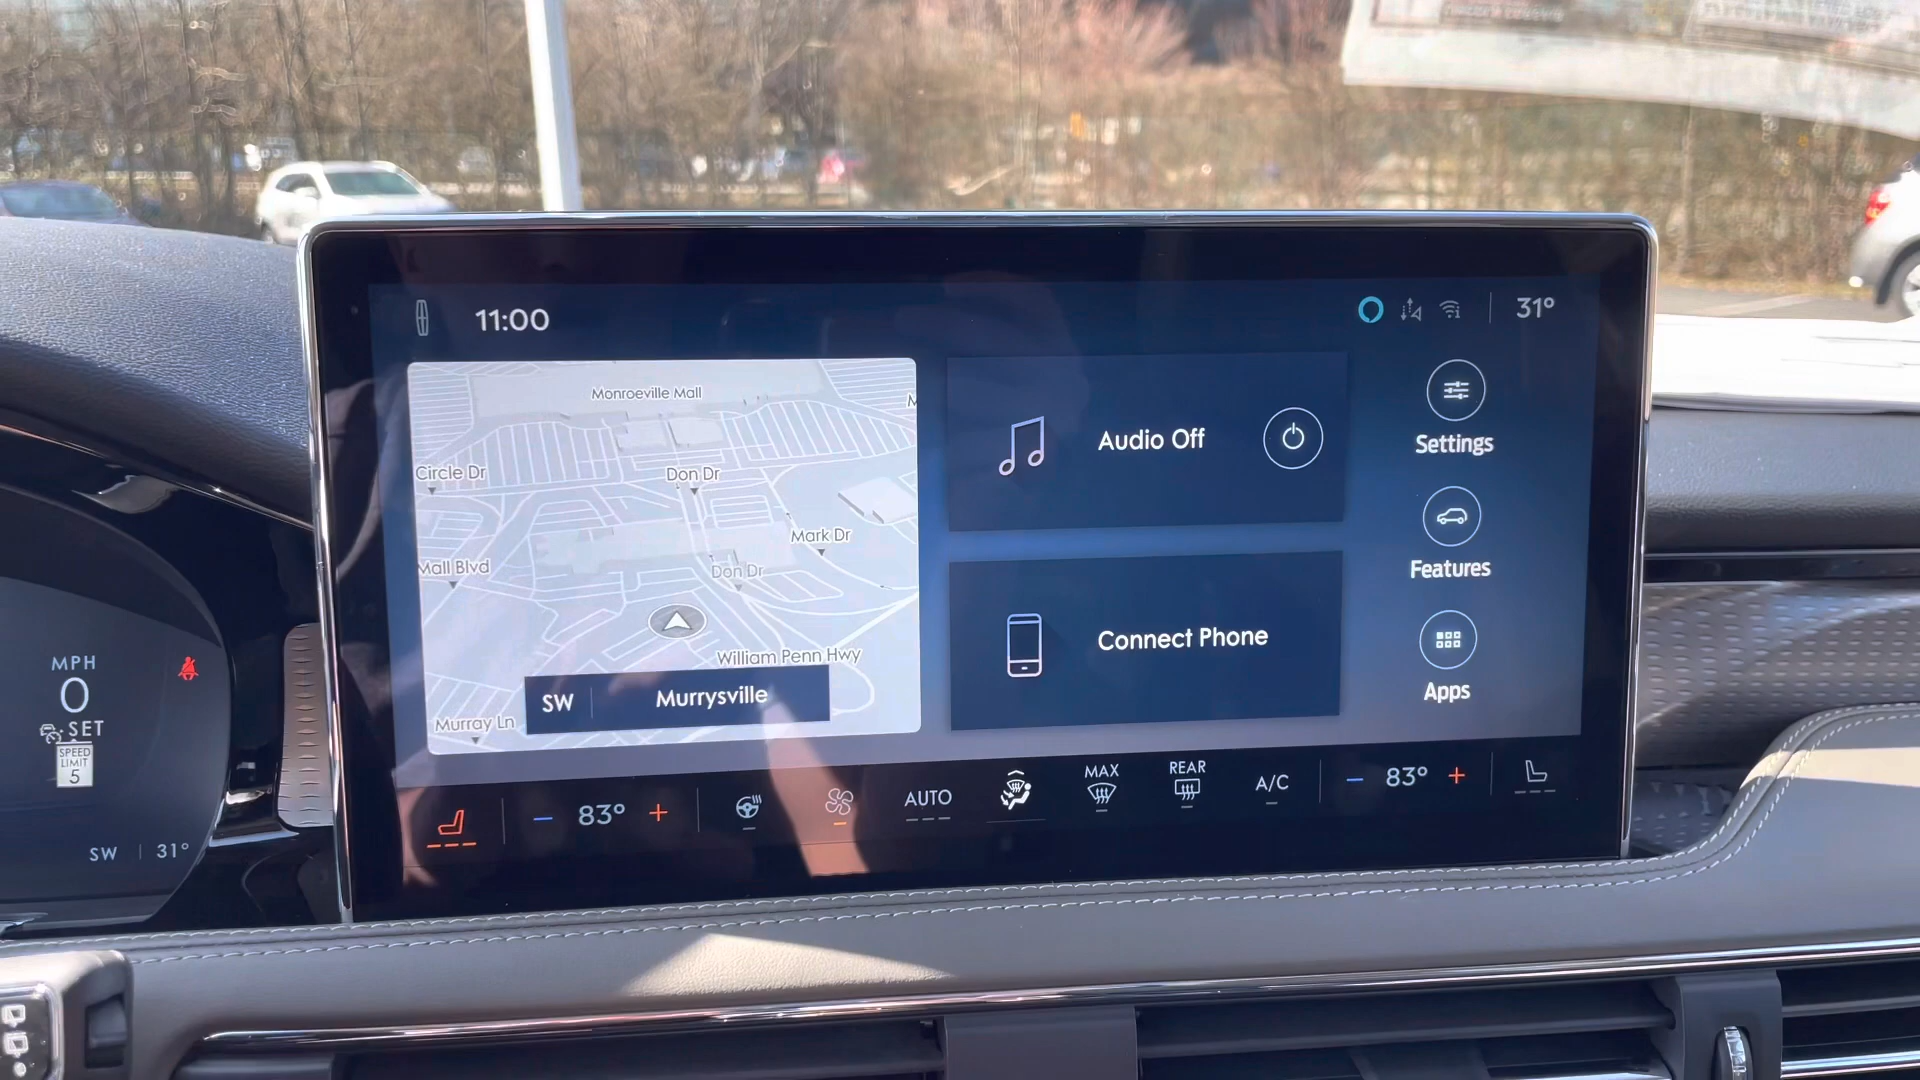 11:00
31°
Monroeville Mall
M
Circle Dr
Don Dr
Mark Dr
Mall Blvd
Don Dr
William Penn Hwy
SW
Murrysville
Murray Ln
Audio Off
Connect Phone
Settings
Features
Apps
83°
AUTO
MAX
REAR
A/C
83°
MPH
0
SET
SPEED
LIMIT
5
SW
31°